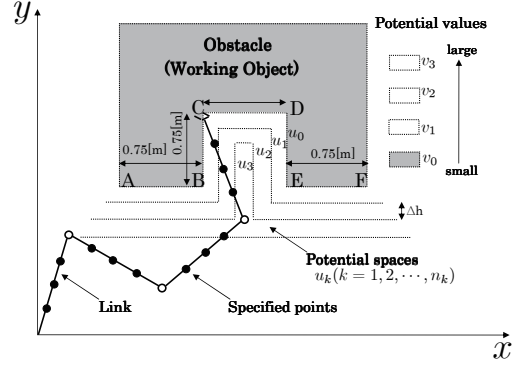 y
Potential values
Obstacle
(Working Object)
large
v₃
v₂
v₁
v₀
small
C
D
0.75[m]
0.75[m]
0.75[m]
u₀
u₁
u₂
u₃
A
B
E
F
Δh
Potential spaces
uₖ(k = 1, 2, ⋯, nₖ)
Link
Specified points
x